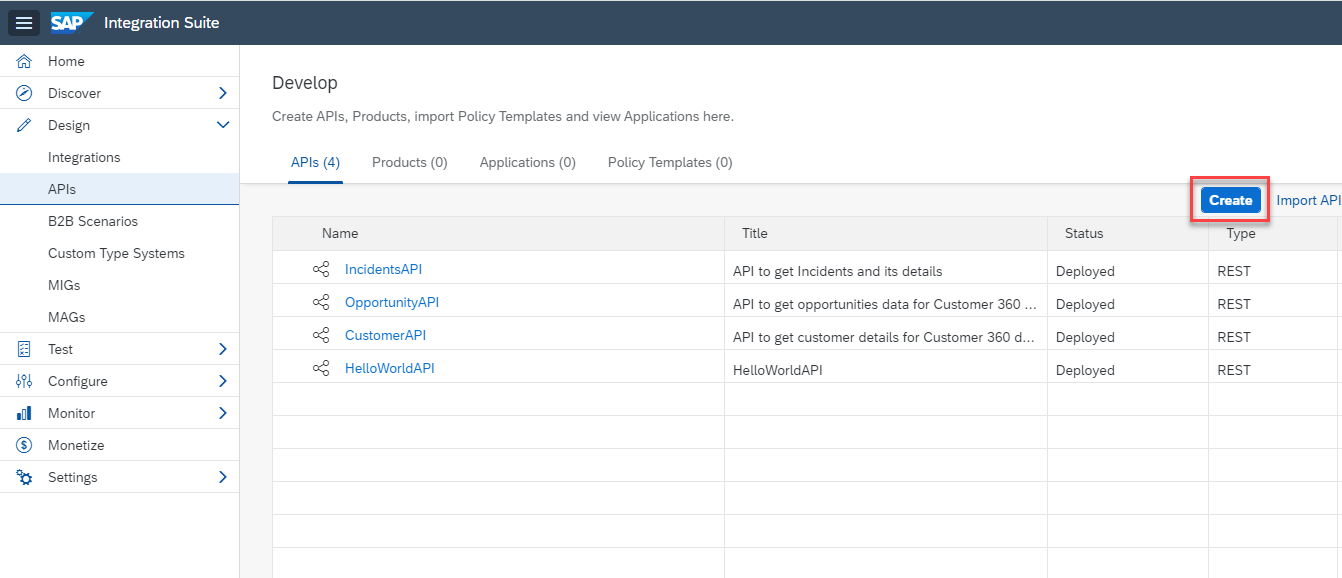 SAP Integration Suite
Home
Discover
Design
Integrations
APIs
B2B Scenarios
Custom Type Systems
MIGs
MAGs
Test
Configure
Monitor
Monetize
Settings
Develop
Create APIs, Products, import Policy Templates and view Applications here.
APIs (4) Products (0) Applications (0) Policy Templates (0)
Create Import API
Name Title Status Type
IncidentsAPI API to get Incidents and its details Deployed REST
OpportunityAPI API to get opportunities data for Customer 360 ... Deployed REST
CustomerAPI API to get customer details for Customer 360 d... Deployed REST
HelloWorldAPI HelloWorldAPI Deployed REST